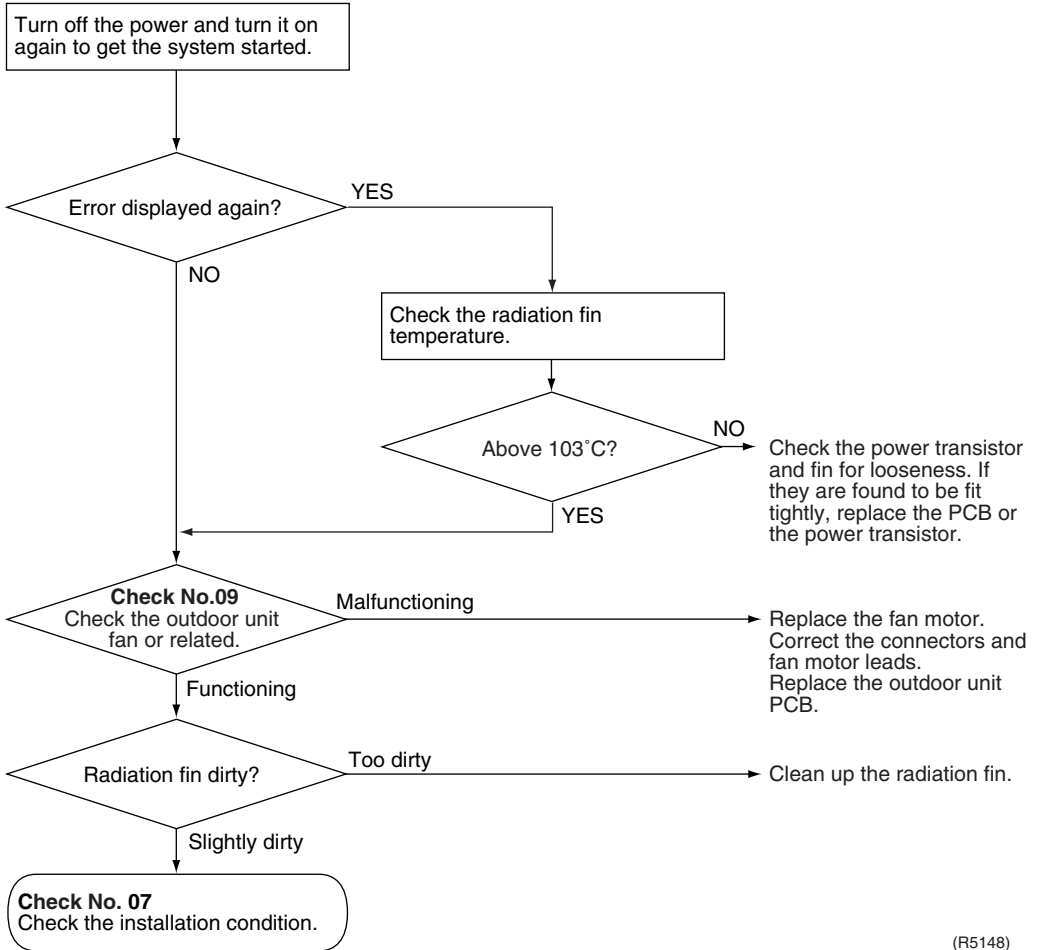 Turn off the power and turn it on
again to get the system started.
Error displayed again?
YES
NO
Check the radiation fin
temperature.
Above 103˚C?
NO
Check the power transistor
and fin for looseness. If
they are found to be fit
tightly, replace the PCB or
the power transistor.
YES
Check No.09
Check the outdoor unit
fan or related.
Malfunctioning
Replace the fan motor.
Correct the connectors and
fan motor leads.
Replace the outdoor unit
PCB.
Functioning
Radiation fin dirty?
Too dirty
Clean up the radiation fin.
Slightly dirty
Check No. 07
Check the installation condition.
(R5148)